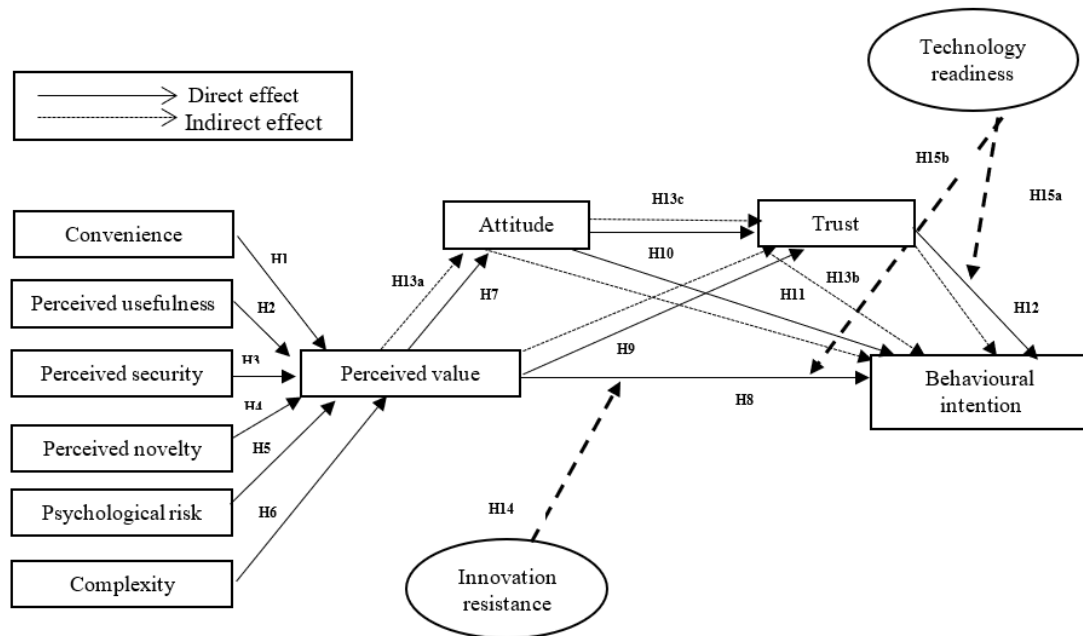 Technology
readiness
Direct effect
Indirect effect
H15b
H15a
H13c
Convenience
Attitude
Trust
H1
H10
H13a
H13b
H7
Perceived usefulness
H2
H11
H12
H9
H3
Perceived security
Perceived value
Behavioural
intention
H8
H4
Perceived novelty
H5
Psychological risk
H6
H14
Complexity
Innovation
resistance